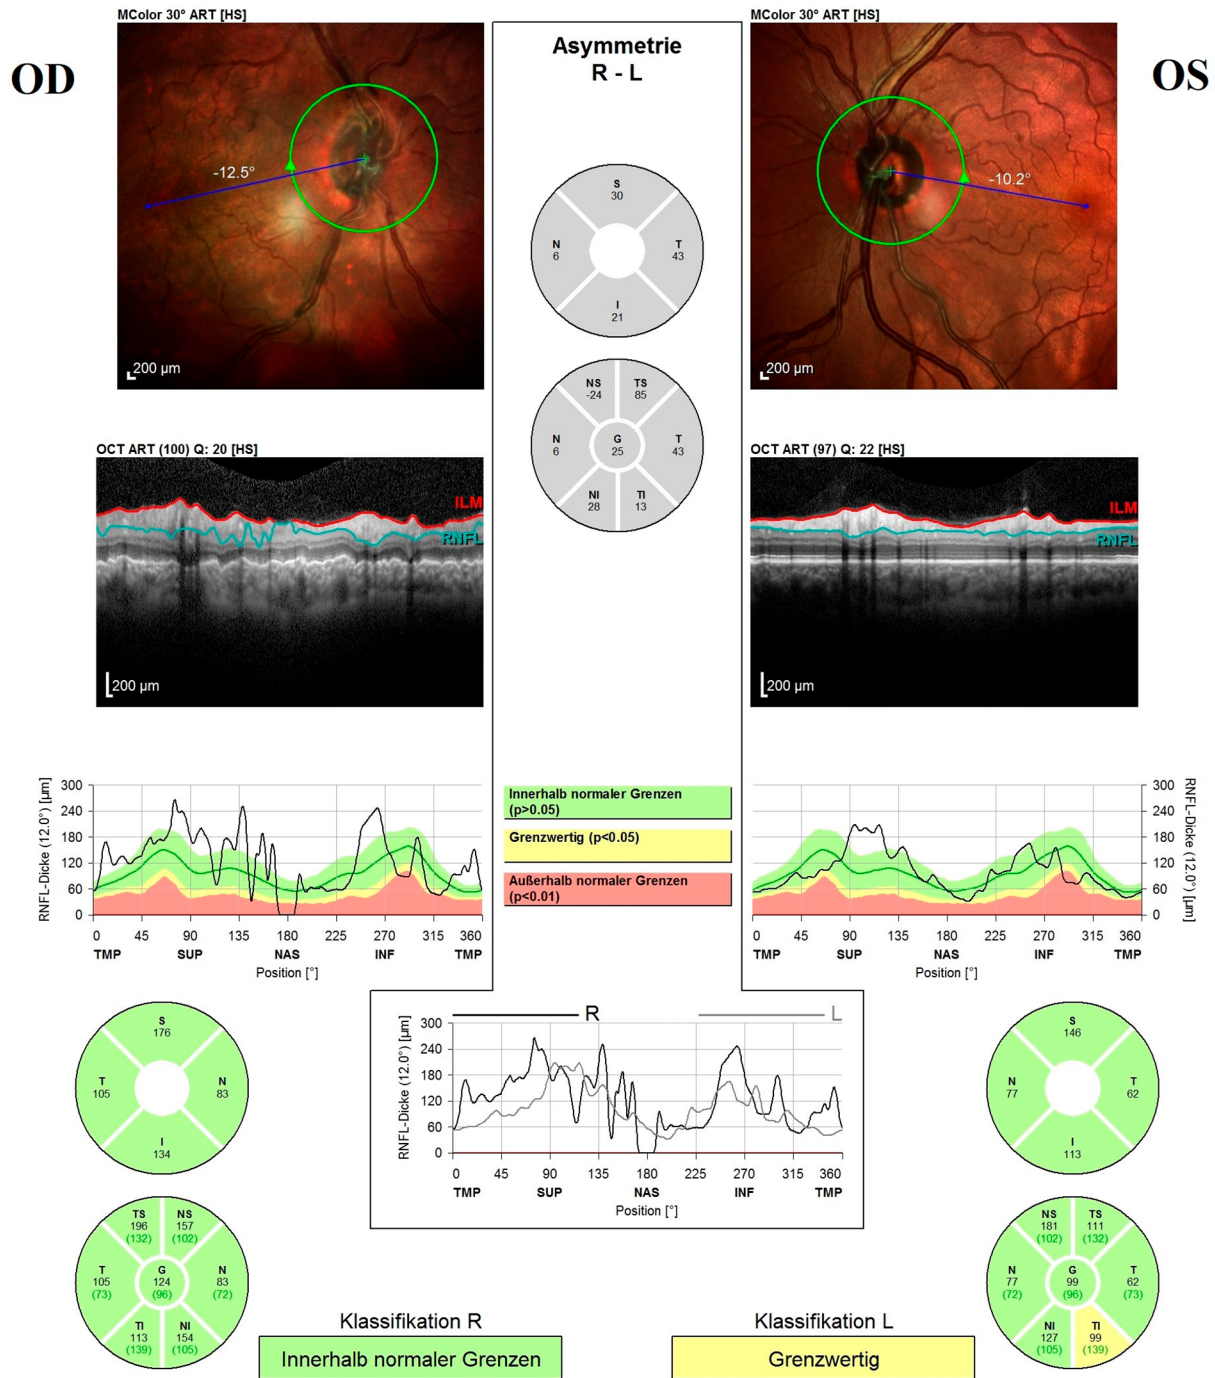 MColor 30° ART [HS]
MColor 30° ART [HS]
OD
OS
Asymmetrie
R - L
-12.5°
-10.2°
200 µm
200 µm
S
30
N
6
T
43
I
21
NS
-24
TS
85
N
6
G
25
T
43
NI
28
TI
13
OCT ART (100) Q: 20 [HS]
ILM
RNFL
200 µm
OCT ART (97) Q: 22 [HS]
ILM
RNFL
200 µm
RNFL-Dicke (12.0°) [µm]
300
240
180
120
60
0
0 45 90 135 180 225 270 315 360
TMP SUP NAS INF TMP
Position [°]
Innerhalb normaler Grenzen
(p>0.05)
Grenzwertig (p<0.05)
Außerhalb normaler Grenzen
(p<0.01)
300
240
180
120
60
0
RNFL-Dicke (12.0°) [µm]
0 45 90 135 180 225 270 315 360
TMP SUP NAS INF TMP
Position [°]
S
176
T
105
N
83
I
134
R
L
RNFL-Dicke (12.0°) [µm]
300
240
180
120
60
0
0 45 90 135 180 225 270 315 360
TMP SUP NAS INF TMP
Position [°]
S
146
N
77
T
62
I
113
TS
196
(132)
NS
157
(102)
T
105
(73)
G
124
(96)
N
83
(72)
TI
113
(139)
NI
154
(105)
Klassifikation R
Innerhalb normaler Grenzen
Klassifikation L
Grenzwertig
NS
181
(102)
TS
111
(132)
N
77
(72)
G
99
(96)
T
62
(73)
NI
127
(105)
TI
99
(139)